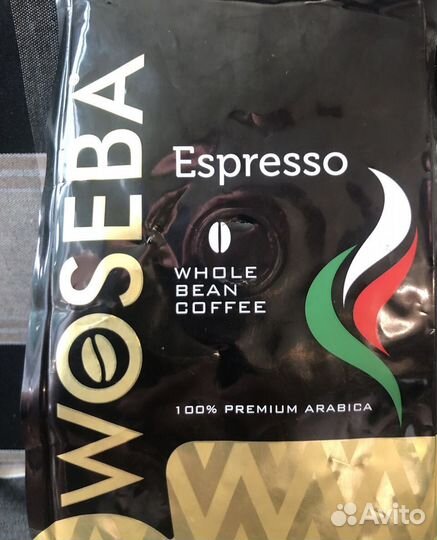 WOSEBA
Espresso
WHOLE
BEAN
COFFEE
100% PREMIUM ARABICA
Avito